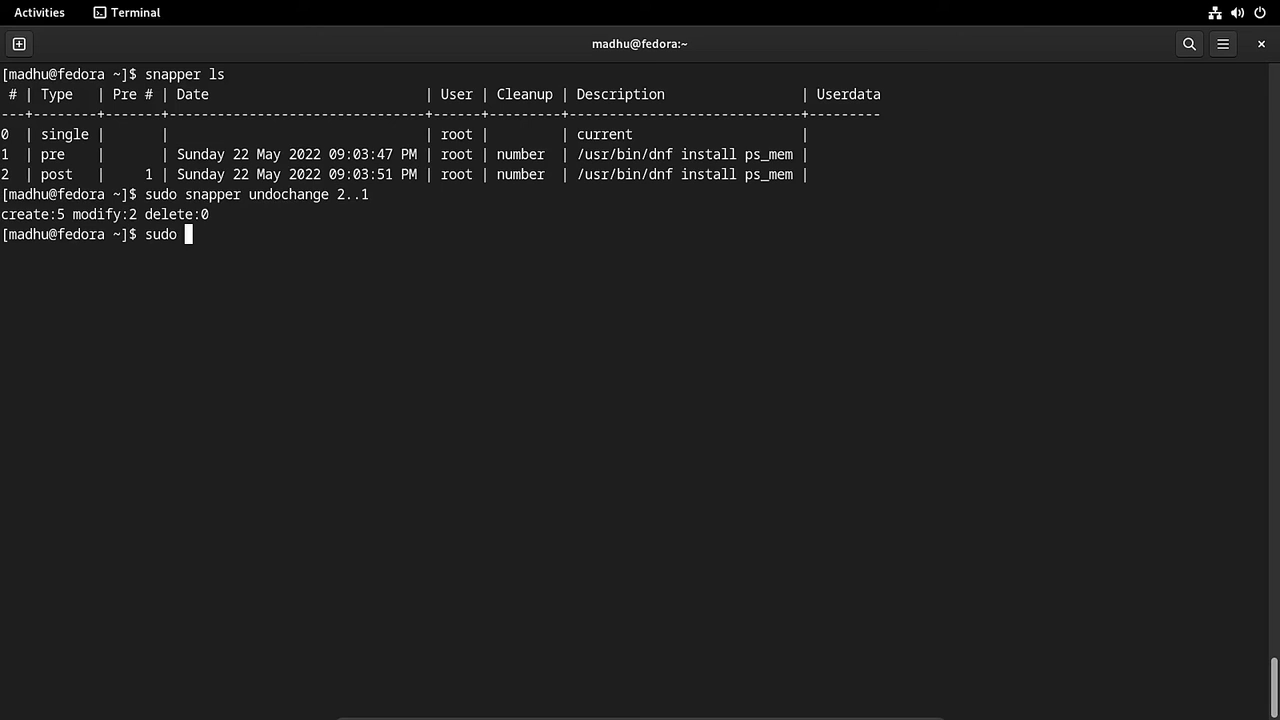 Activities Terminal
madhu@fedora:~
[madhu@fedora ~]$ snapper ls
 # | Type   | Pre # | Date                            | User | Cleanup | Description                  | Userdata
---+--------+-------+--------------------------------+------+---------+-----------------------------+---------
0  | single |       |                                | root |         | current                     |
1  | pre    |       | Sunday 22 May 2022 09:03:47 PM | root | number  | /usr/bin/dnf install ps_mem |
2  | post   |     1 | Sunday 22 May 2022 09:03:51 PM | root | number  | /usr/bin/dnf install ps_mem |
[madhu@fedora ~]$ sudo snapper undochange 2..1
create:5 modify:2 delete:0
[madhu@fedora ~]$ sudo